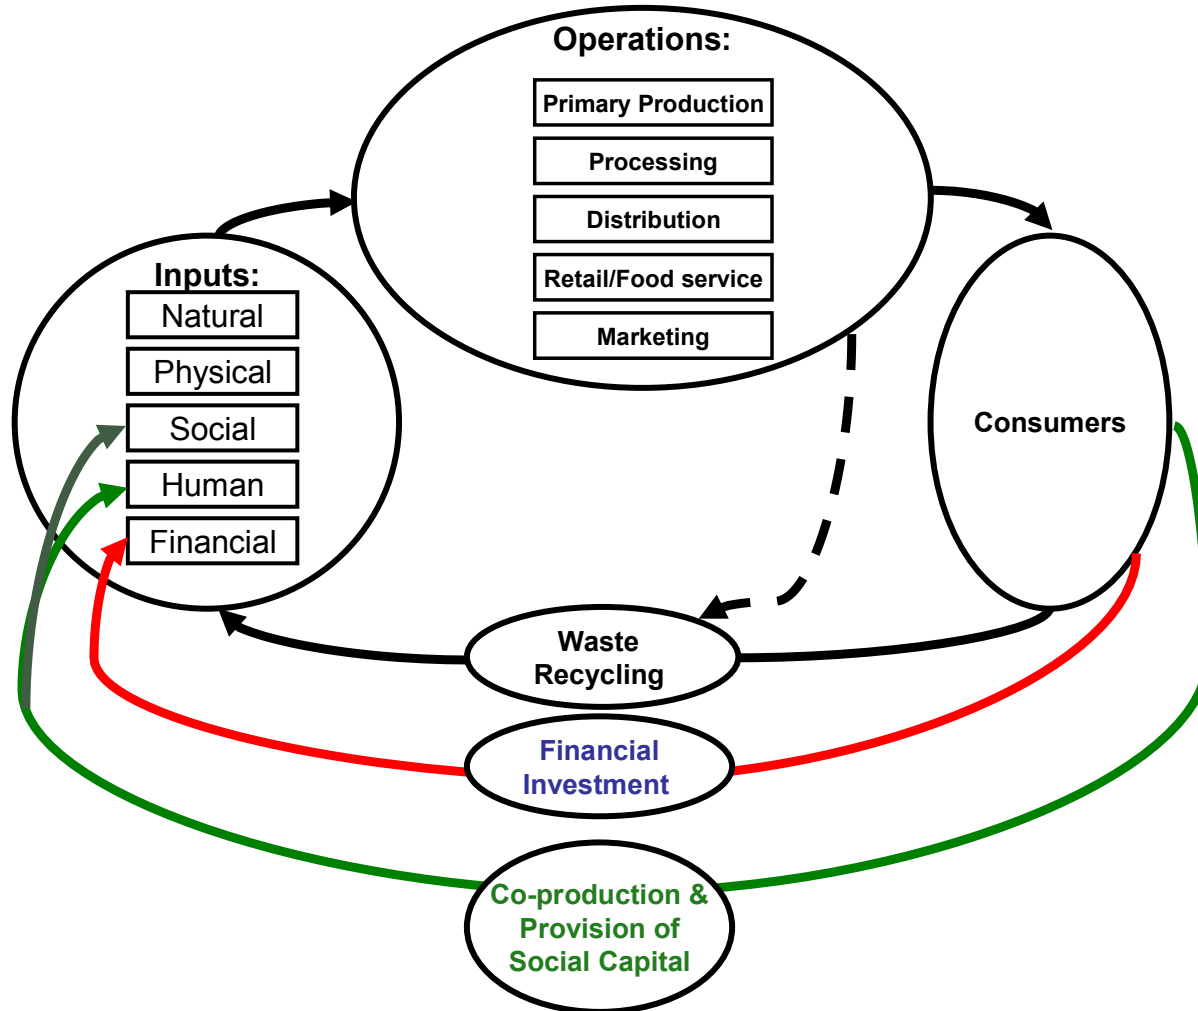 Operations:
Primary Production
Processing
Distribution
Retail/Food service
Marketing
Inputs:
Natural
Physical
Social
Human
Financial
Consumers
Waste
Recycling
Financial
Investment
Co-production &
Provision of
Social Capital